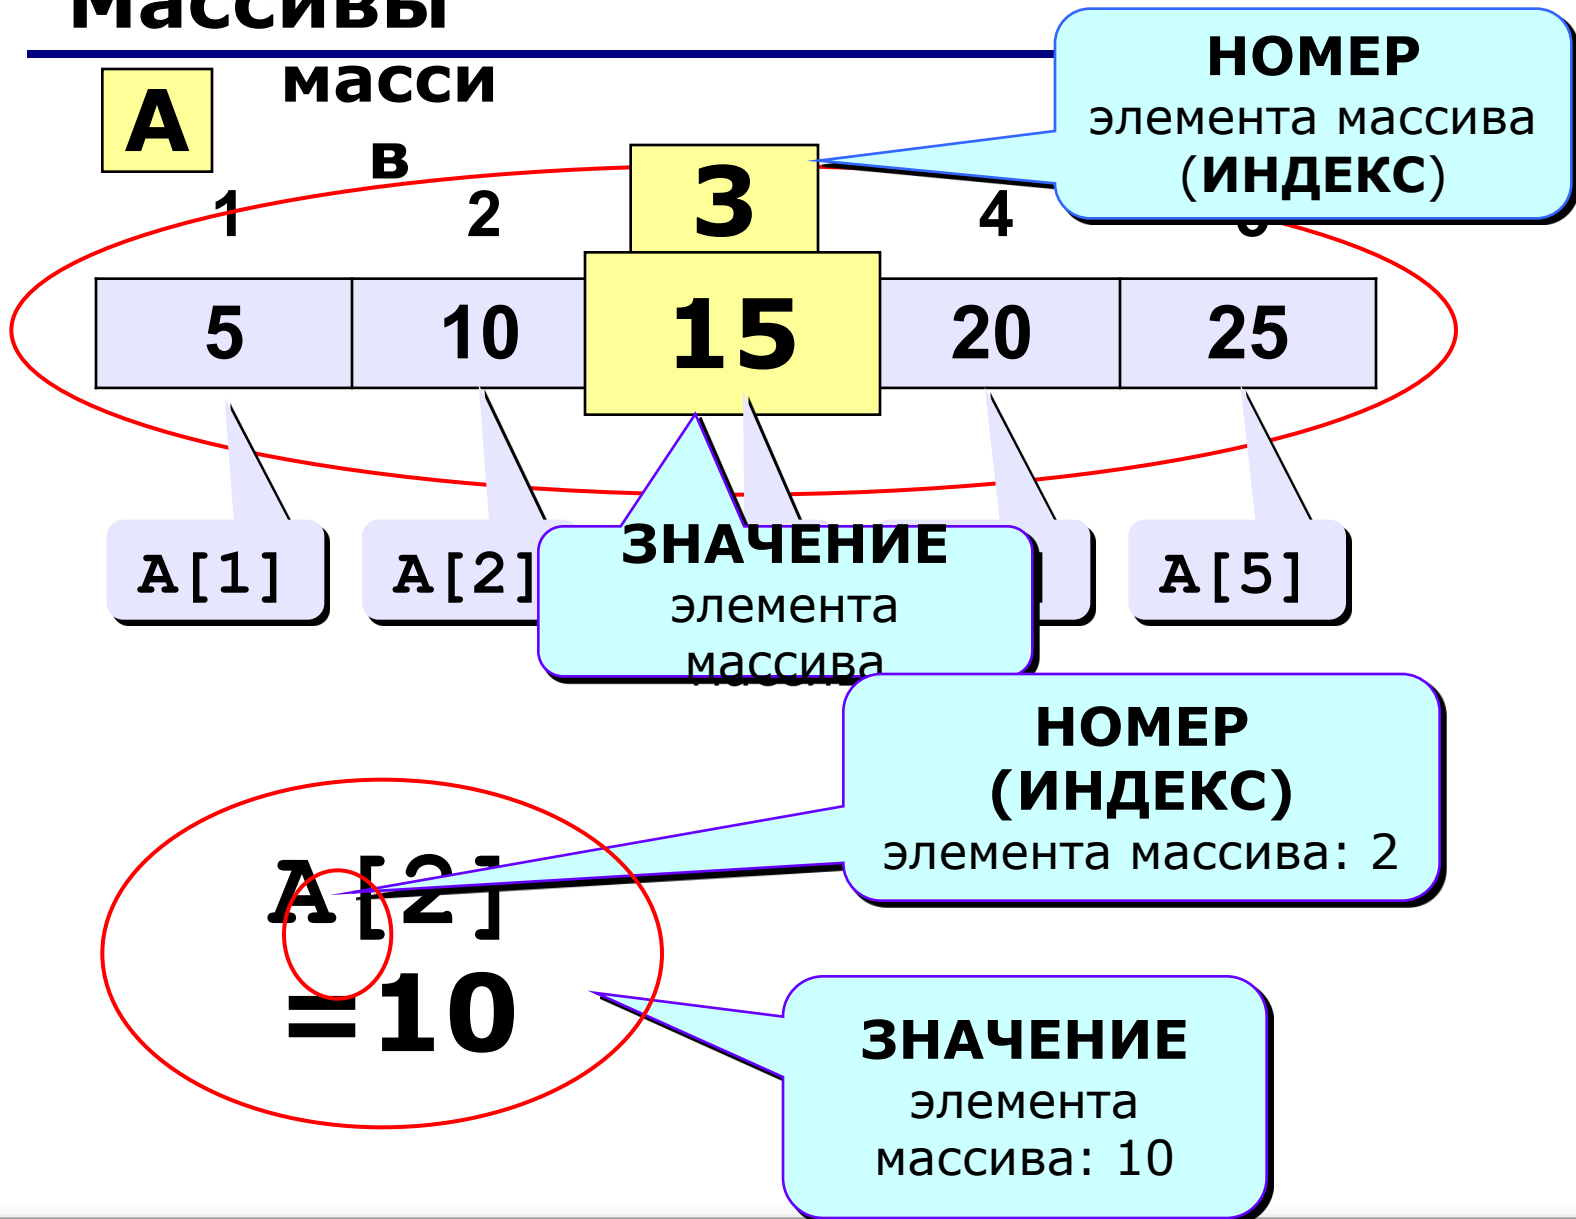 Массивы
A
масси
в
НОМЕР
элемента массива
(ИНДЕКС)
1 2 3 4
5 10 15 20 25
A[1] A[2] ] A[5]
ЗНАЧЕНИЕ
элемента
массива
НОМЕР
(ИНДЕКС)
элемента массива: 2
A[2]
=10
ЗНАЧЕНИЕ
элемента
массива: 10